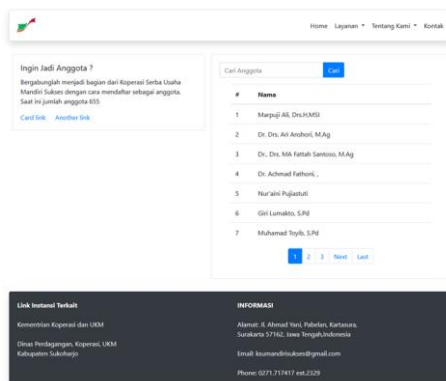 Home Layanan Tentang Kami Kontak
Ingin Jadi Anggota ?
Bergabunglah menjadi bagian dari Koperasi Serba Usaha
Mandiri Sukses dengan cara mendaftar sebagai anggota.
Saat ini jumlah anggota 655
Card link Another link
Cari Anggota Cari
# Nama
1 Marpuji Ali, Drs.H,MSI
2 Dr. Drs. Ari Anshori, M.Ag
3 Dr., Drs. MA Fattah Santoso, M.Ag
4 Dr. Achmad Fathoni, ,
5 Nur'aini Pujiastuti
6 Giri Lumakto, S.Pd
7 Muhamad Toyib, S.Pd
1 2 3 Next Last
Link Instansi Terkait
Kementrian Koperasi dan UKM
Dinas Perdagangan, Koperasi, UKM
Kabupaten Sukoharjo
INFORMASI
Alamat: Jl. Ahmad Yani, Pabelan, Kartasura,
Surakarta 57162, Jawa Tengah,Indonesia
Email: ksumandirisukses@gmail.com
Phone: 0271.717417 est.2329